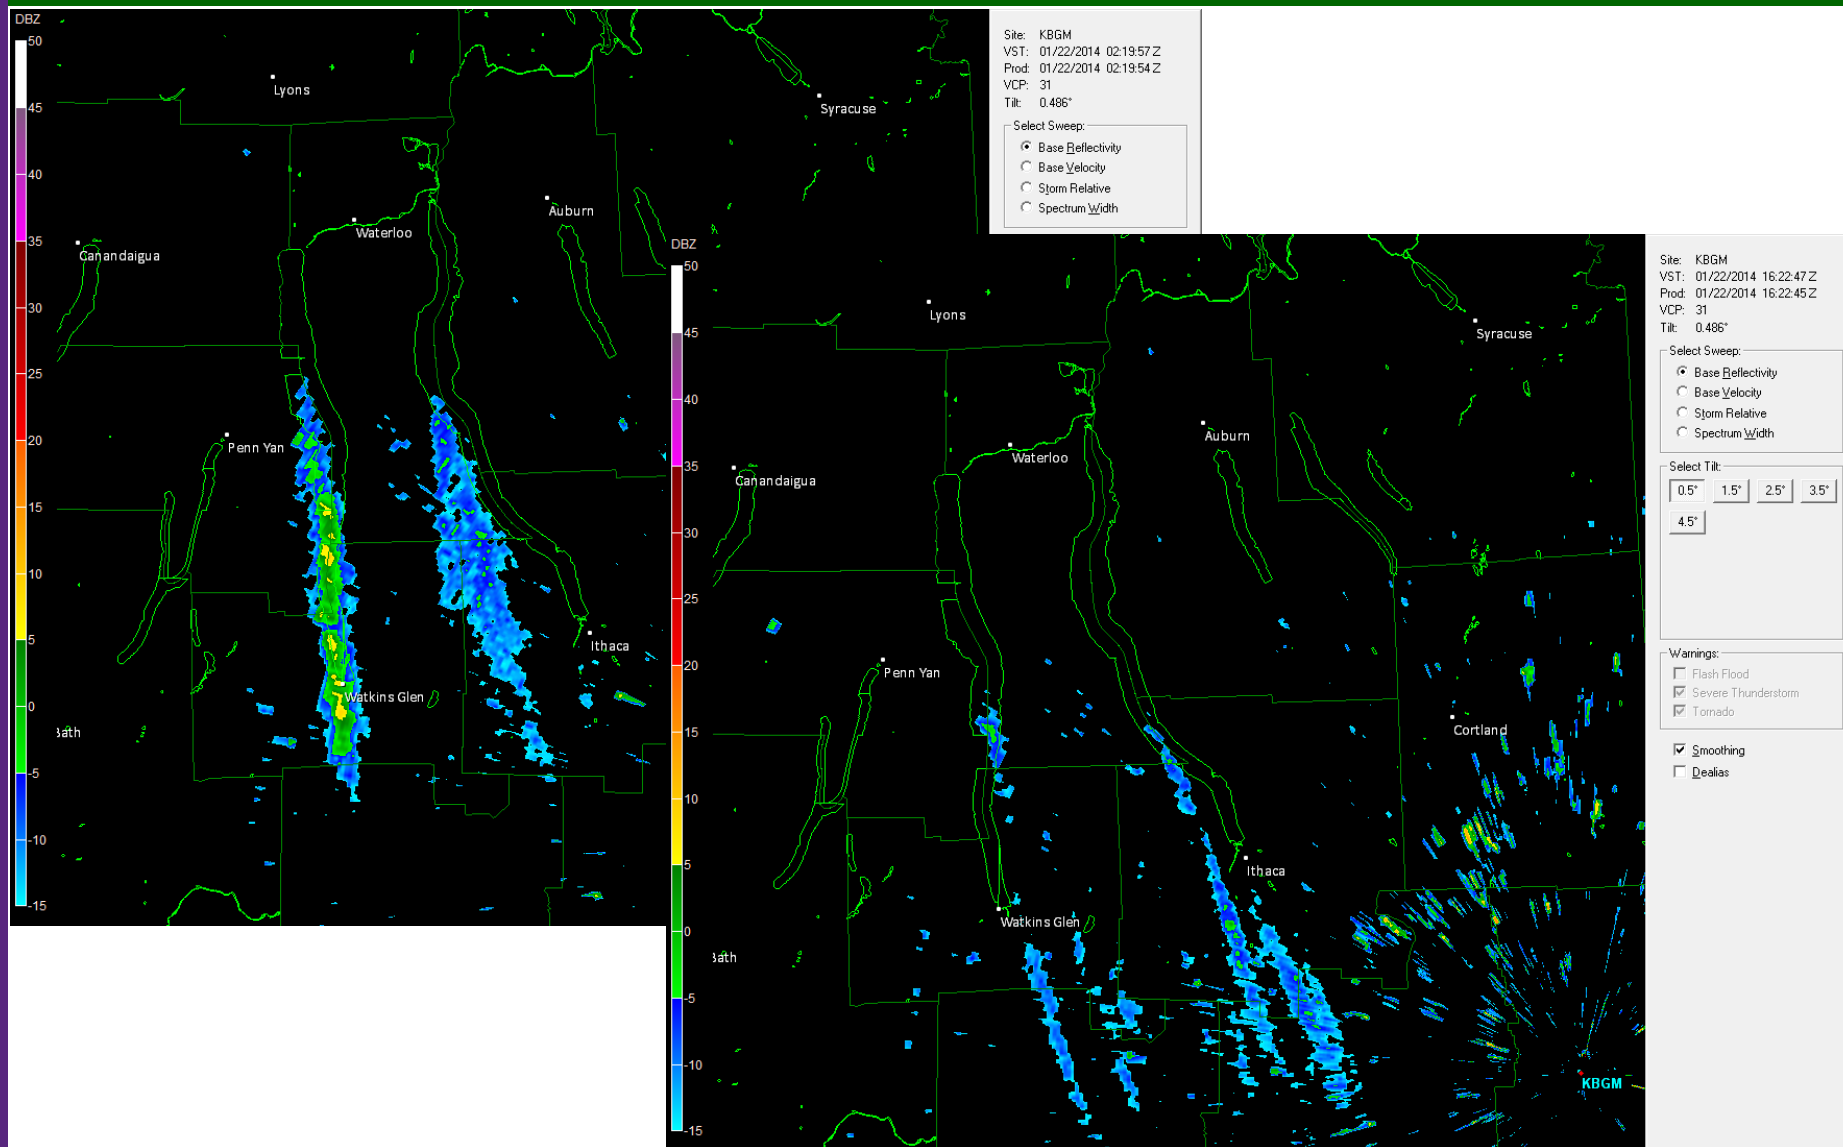 DBZ
50
45
40
35
30
25
20
15
10
5
0
-5
-10
-15
Lyons
Syracuse
Auburn
Waterloo
Canandaigua
Penn Yan
Ithaca
Watkins Glen
Bath
Site: KBGM
VST: 01/22/2014 02:19:57 Z
Prod: 01/22/2014 02:19:54 Z
VCP: 31
Tilt: 0.486°
Select Sweep:
Base Reflectivity
Base Velocity
Storm Relative
Spectrum Width
DBZ
50
45
40
35
30
25
20
15
10
5
0
-5
-10
-15
Lyons
Syracuse
Auburn
Waterloo
Canandaigua
Penn Yan
Cortland
Ithaca
Watkins Glen
Bath
KBGM
Site: KBGM
VST: 01/22/2014 16:22:47 Z
Prod: 01/22/2014 16:22:45 Z
VCP: 31
Tilt: 0.486°
Select Sweep:
Base Reflectivity
Base Velocity
Storm Relative
Spectrum Width
Select Tilt:
0.5° 1.5° 2.5° 3.5°
4.5°
Warnings:
Flash Flood
Severe Thunderstorm
Tornado
Smoothing
Dealias